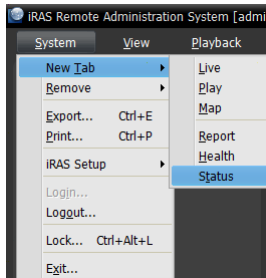 iRAS Remote Administration System [admi
System View Playback
New Tab
Remove
Export... Ctrl+E
Print... Ctrl+P
iRAS Setup
Login...
Logout...
Lock... Ctrl+Alt+L
Exit...
Live
Play
Map
Report
Health
Status